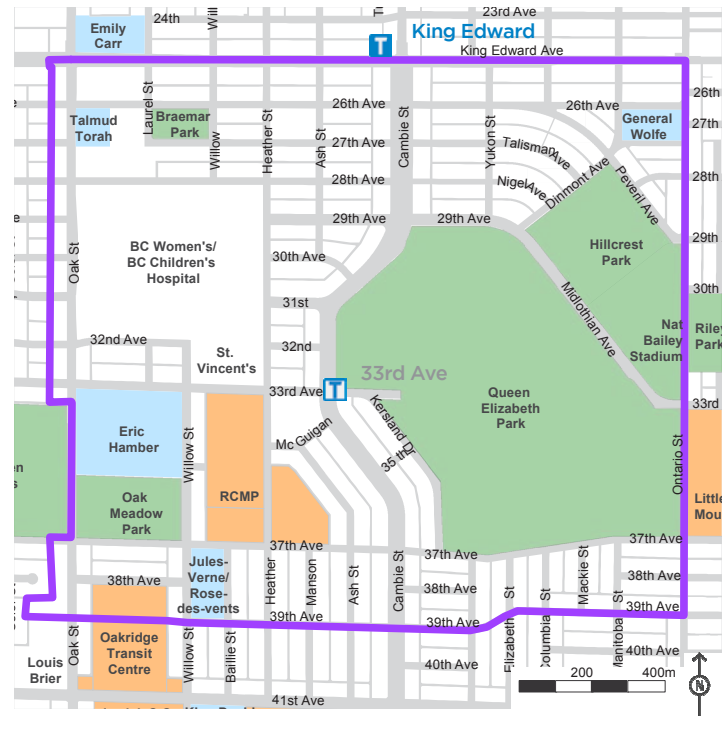 23rd Ave
24th
Emily
Carr
King Edward
T
King Edward Ave
26th
Laurel St
Braemar
Park
26th Ave
26th Ave
General
Wolfe
27th
Talmud
Torah
Willow
Heather St
Ash St
27th Ave
Cambie St
Yukon St
Talisman Ave
28th
28th Ave
Nigel Ave
Dinmont Ave
Peveril Ave
29th Ave
29th Ave
29th
Oak St
BC Women's/
BC Children's
Hospital
30th Ave
Hillcrest
Park
30th
31st
Midlothian Ave
Nat
Bailey
Stadium
Riley
Park
32nd Ave
32nd
St.
Vincent's
33rd Ave
33rd Ave
T
Queen
Elizabeth
Park
33rd
Kersland Dr
Eric
Hamber
Willow St
Mc Guigan
35 th
Ontario St
RCMP
Oak
Meadow
Park
Little
Mou
37th Ave
37th Ave
37th Ave
Jules-
Verne/
Rose-
des-vents
38th Ave
Heather
Manson
Ash St
Cambie St
38th Ave
Elizabeth St
Mackie St
38th Ave
39th Ave
39th Ave
39th Ave
Oak St
Oakridge
Transit
Centre
Willow St
Baillie St
40th Ave
40th Ave
Louis
Brier
41st Ave
200 400m
N